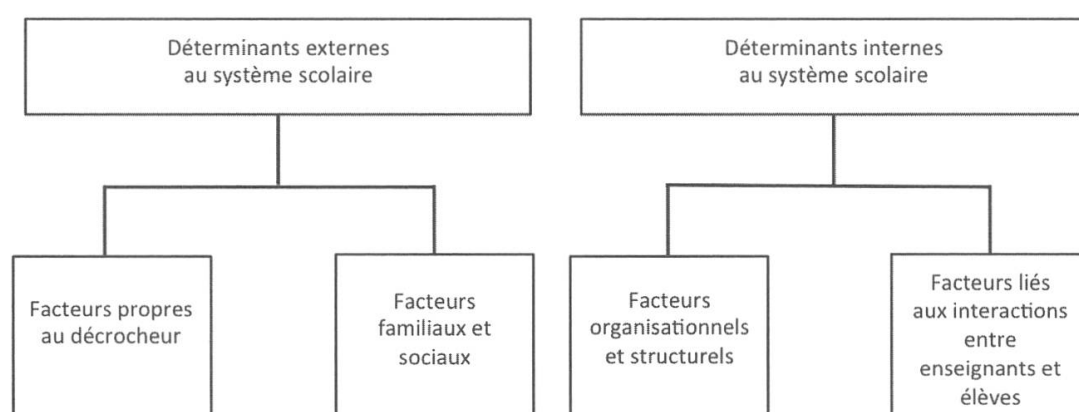 Déterminants externes
au système scolaire
Déterminants internes
au système scolaire
Facteurs propres
au décrocheur
Facteurs
familiaux et
sociaux
Facteurs
organisationnels
et structurels
Facteurs liés
aux interactions
entre
enseignants et
élèves